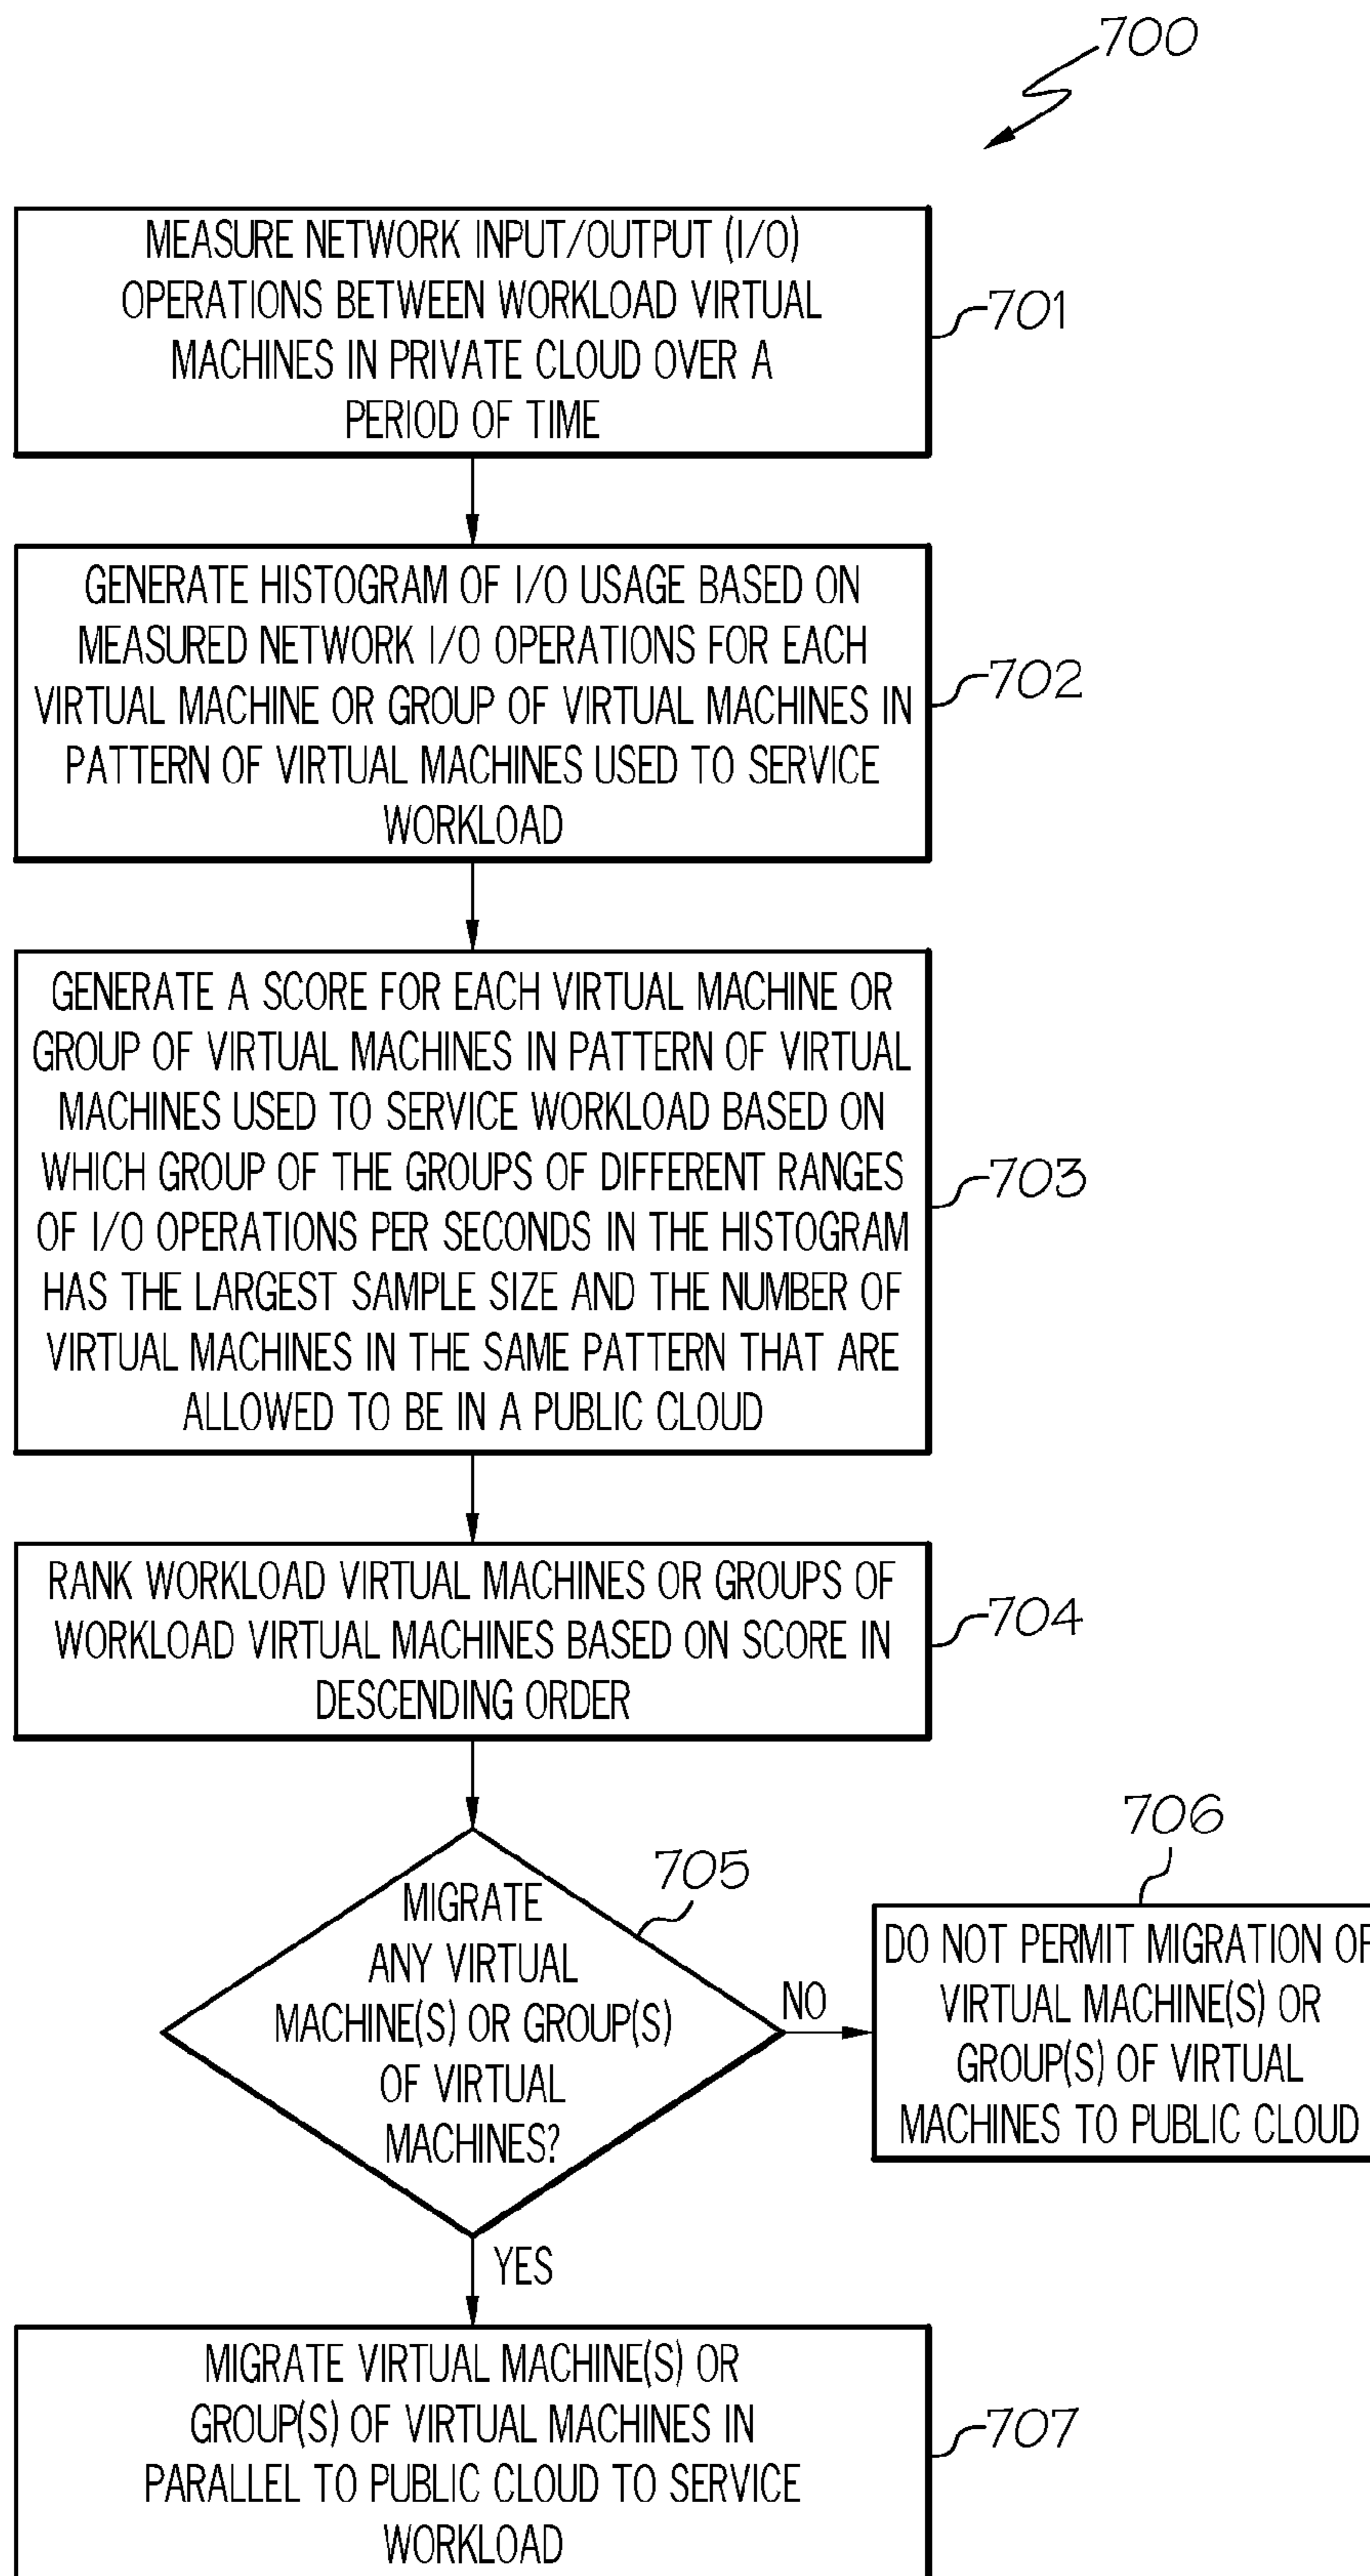 700
MEASURE NETWORK INPUT/OUTPUT (I/O)
OPERATIONS BETWEEN WORKLOAD VIRTUAL
MACHINES IN PRIVATE CLOUD OVER A
PERIOD OF TIME
701
GENERATE HISTOGRAM OF I/O USAGE BASED ON
MEASURED NETWORK I/O OPERATIONS FOR EACH
VIRTUAL MACHINE OR GROUP OF VIRTUAL MACHINES IN
PATTERN OF VIRTUAL MACHINES USED TO SERVICE
WORKLOAD
702
GENERATE A SCORE FOR EACH VIRTUAL MACHINE OR
GROUP OF VIRTUAL MACHINES IN PATTERN OF VIRTUAL
MACHINES USED TO SERVICE WORKLOAD BASED ON
WHICH GROUP OF THE GROUPS OF DIFFERENT RANGES
OF I/O OPERATIONS PER SECONDS IN THE HISTOGRAM
HAS THE LARGEST SAMPLE SIZE AND THE NUMBER OF
VIRTUAL MACHINES IN THE SAME PATTERN THAT ARE
ALLOWED TO BE IN A PUBLIC CLOUD
703
RANK WORKLOAD VIRTUAL MACHINES OR GROUPS OF
WORKLOAD VIRTUAL MACHINES BASED ON SCORE IN
DESCENDING ORDER
704
MIGRATE
ANY VIRTUAL
MACHINE(S) OR GROUP(S)
OF VIRTUAL
MACHINES?
705
NO
706
DO NOT PERMIT MIGRATION OF
VIRTUAL MACHINE(S) OR
GROUP(S) OF VIRTUAL
MACHINES TO PUBLIC CLOUD
YES
MIGRATE VIRTUAL MACHINE(S) OR
GROUP(S) OF VIRTUAL MACHINES IN
PARALLEL TO PUBLIC CLOUD TO SERVICE
WORKLOAD
707